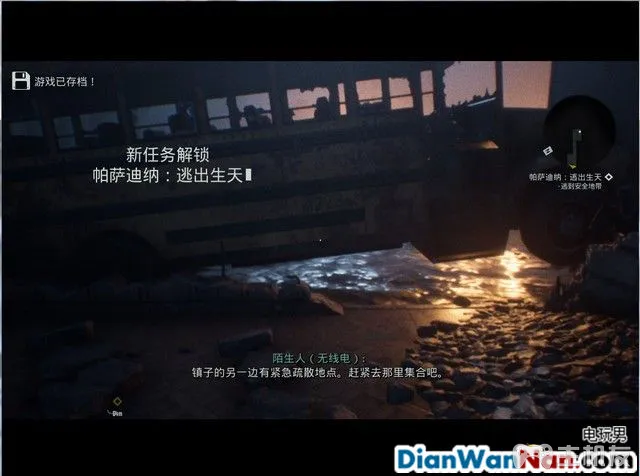 游戏已存档！
新任务解锁
帕萨迪纳：逃出生天
帕萨迪纳：逃出生天
·逃到安全地带
陌生人（无线电）：
镇子的另一边有紧急疏散地点。赶紧去那里集合吧。
电玩男
DianWanNan.com